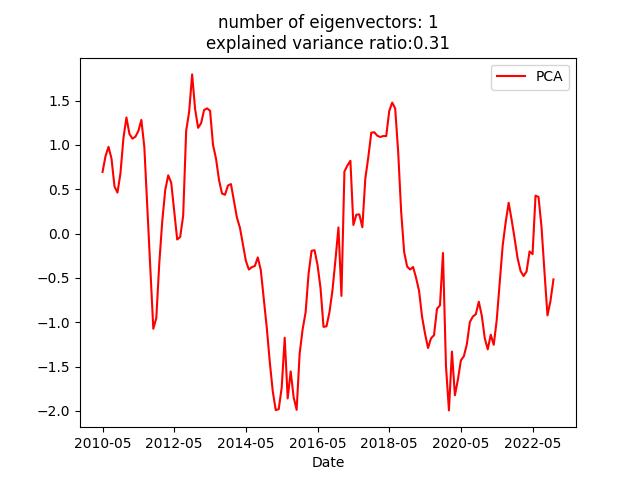 number of eigenvectors: 1
explained variance ratio:0.31
PCA
1.5
1.0
0.5
0.0
−0.5
−1.0
−1.5
−2.0
2010-05 2012-05 2014-05 2016-05 2018-05 2020-05 2022-05
Date